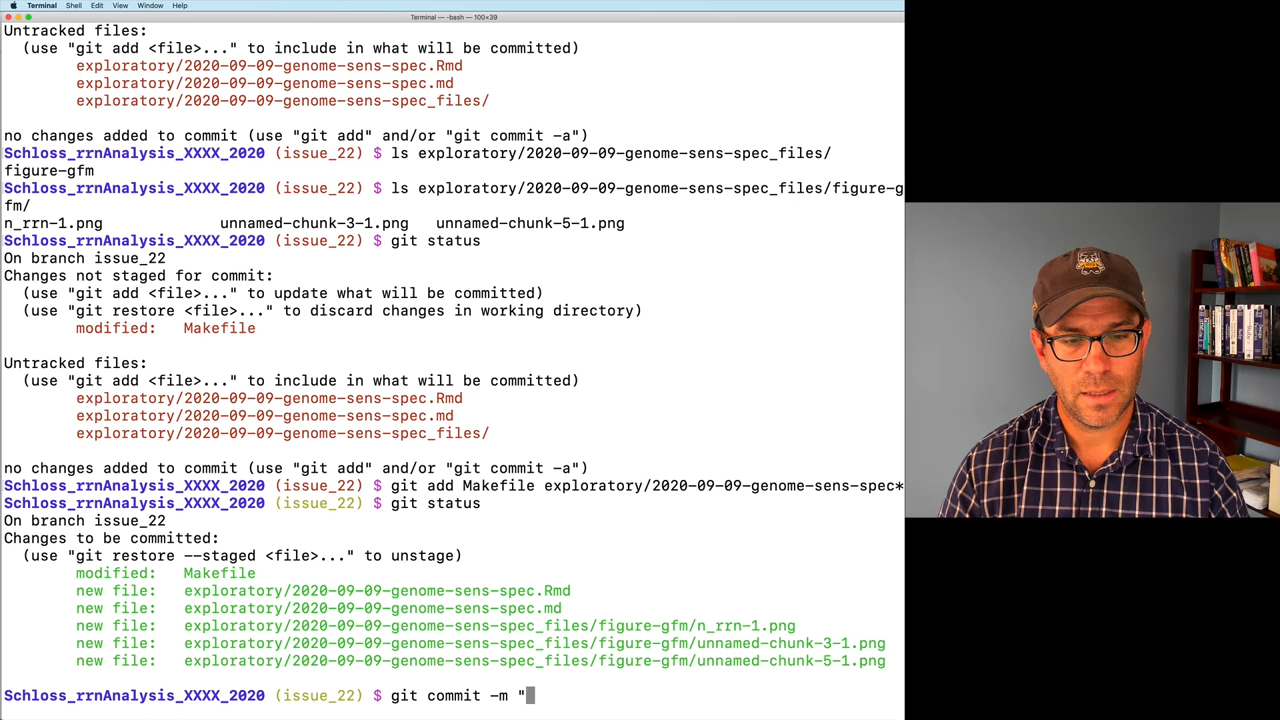 Terminal Shell Edit View Window Help
Terminal — -bash — 100×39
Untracked files:
(use "git add <file>..." to include in what will be committed)
exploratory/2020-09-09-genome-sens-spec.Rmd
exploratory/2020-09-09-genome-sens-spec.md
exploratory/2020-09-09-genome-sens-spec_files/
no changes added to commit (use "git add" and/or "git commit -a")
Schloss_rrnAnalysis_XXXX_2020 (issue_22) $ ls exploratory/2020-09-09-genome-sens-spec_files/
figure-gfm
Schloss_rrnAnalysis_XXXX_2020 (issue_22) $ ls exploratory/2020-09-09-genome-sens-spec_files/figure-g
fm/
n_rrn-1.png unnamed-chunk-3-1.png unnamed-chunk-5-1.png
Schloss_rrnAnalysis_XXXX_2020 (issue_22) $ git status
On branch issue_22
Changes not staged for commit:
(use "git add <file>..." to update what will be committed)
(use "git restore <file>..." to discard changes in working directory)
modified: Makefile
Untracked files:
(use "git add <file>..." to include in what will be committed)
exploratory/2020-09-09-genome-sens-spec.Rmd
exploratory/2020-09-09-genome-sens-spec.md
exploratory/2020-09-09-genome-sens-spec_files/
no changes added to commit (use "git add" and/or "git commit -a")
Schloss_rrnAnalysis_XXXX_2020 (issue_22) $ git add Makefile exploratory/2020-09-09-genome-sens-spec*
Schloss_rrnAnalysis_XXXX_2020 (issue_22) $ git status
On branch issue_22
Changes to be committed:
(use "git restore --staged <file>..." to unstage)
modified: Makefile
new file: exploratory/2020-09-09-genome-sens-spec.Rmd
new file: exploratory/2020-09-09-genome-sens-spec.md
new file: exploratory/2020-09-09-genome-sens-spec_files/figure-gfm/n_rrn-1.png
new file: exploratory/2020-09-09-genome-sens-spec_files/figure-gfm/unnamed-chunk-3-1.png
new file: exploratory/2020-09-09-genome-sens-spec_files/figure-gfm/unnamed-chunk-5-1.png
Schloss_rrnAnalysis_XXXX_2020 (issue_22) $ git commit -m "